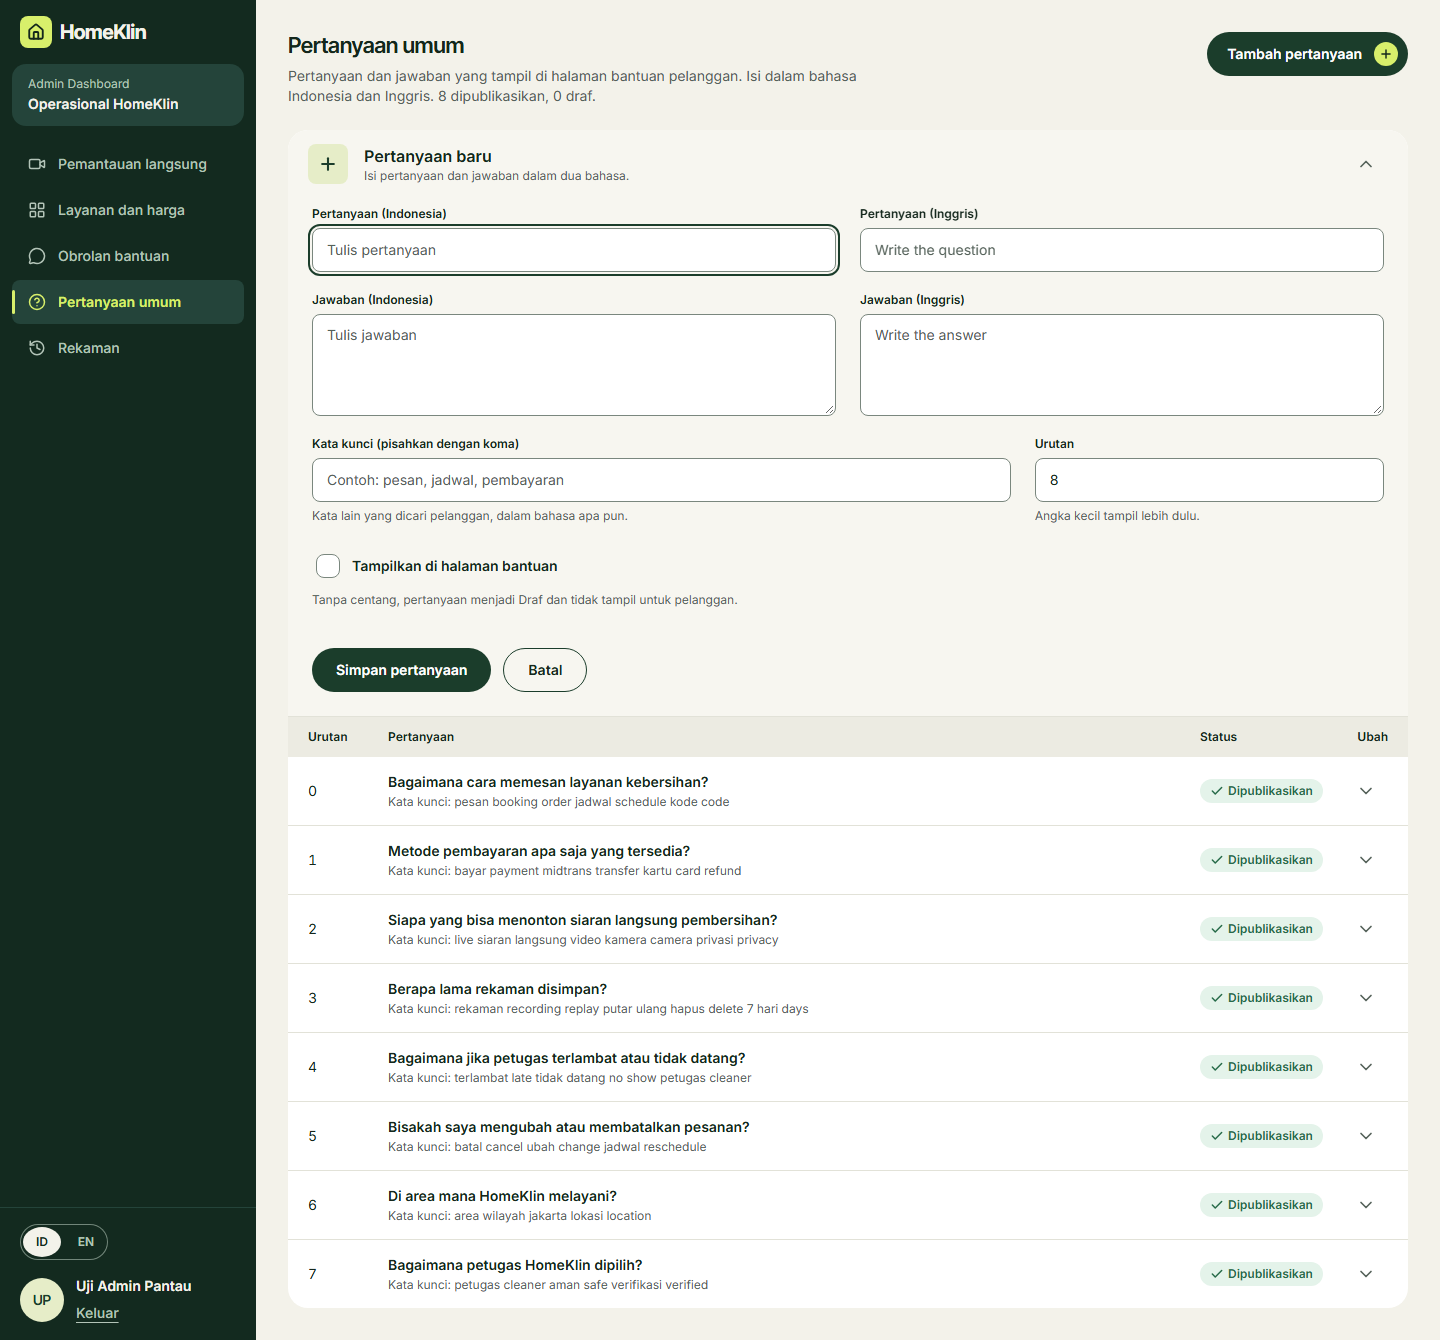 HomeKlin
Admin Dashboard
Operasional HomeKlin
Pemantauan langsung
Layanan dan harga
Obrolan bantuan
Pertanyaan umum
Rekaman
ID EN
UP
Uji Admin Pantau
Keluar
Pertanyaan umum
Pertanyaan dan jawaban yang tampil di halaman bantuan pelanggan. Isi dalam bahasa
Indonesia dan Inggris. 8 dipublikasikan, 0 draf.
Tambah pertanyaan
Pertanyaan baru
Isi pertanyaan dan jawaban dalam dua bahasa.
Pertanyaan (Indonesia)
Tulis pertanyaan
Pertanyaan (Inggris)
Write the question
Jawaban (Indonesia)
Tulis jawaban
Jawaban (Inggris)
Write the answer
Kata kunci (pisahkan dengan koma)
Contoh: pesan, jadwal, pembayaran
Kata lain yang dicari pelanggan, dalam bahasa apa pun.
Urutan
8
Angka kecil tampil lebih dulu.
Tampilkan di halaman bantuan
Tanpa centang, pertanyaan menjadi Draf dan tidak tampil untuk pelanggan.
Simpan pertanyaan
Batal
Urutan Pertanyaan Status Ubah
0 Bagaimana cara memesan layanan kebersihan? Dipublikasikan
Kata kunci: pesan booking order jadwal schedule kode code
1 Metode pembayaran apa saja yang tersedia? Dipublikasikan
Kata kunci: bayar payment midtrans transfer kartu card refund
2 Siapa yang bisa menonton siaran langsung pembersihan? Dipublikasikan
Kata kunci: live siaran langsung video kamera camera privasi privacy
3 Berapa lama rekaman disimpan? Dipublikasikan
Kata kunci: rekaman recording replay putar ulang hapus delete 7 hari days
4 Bagaimana jika petugas terlambat atau tidak datang? Dipublikasikan
Kata kunci: terlambat late tidak datang no show petugas cleaner
5 Bisakah saya mengubah atau membatalkan pesanan? Dipublikasikan
Kata kunci: batal cancel ubah change jadwal reschedule
6 Di area mana HomeKlin melayani? Dipublikasikan
Kata kunci: area wilayah jakarta lokasi location
7 Bagaimana petugas HomeKlin dipilih? Dipublikasikan
Kata kunci: petugas cleaner aman safe verifikasi verified